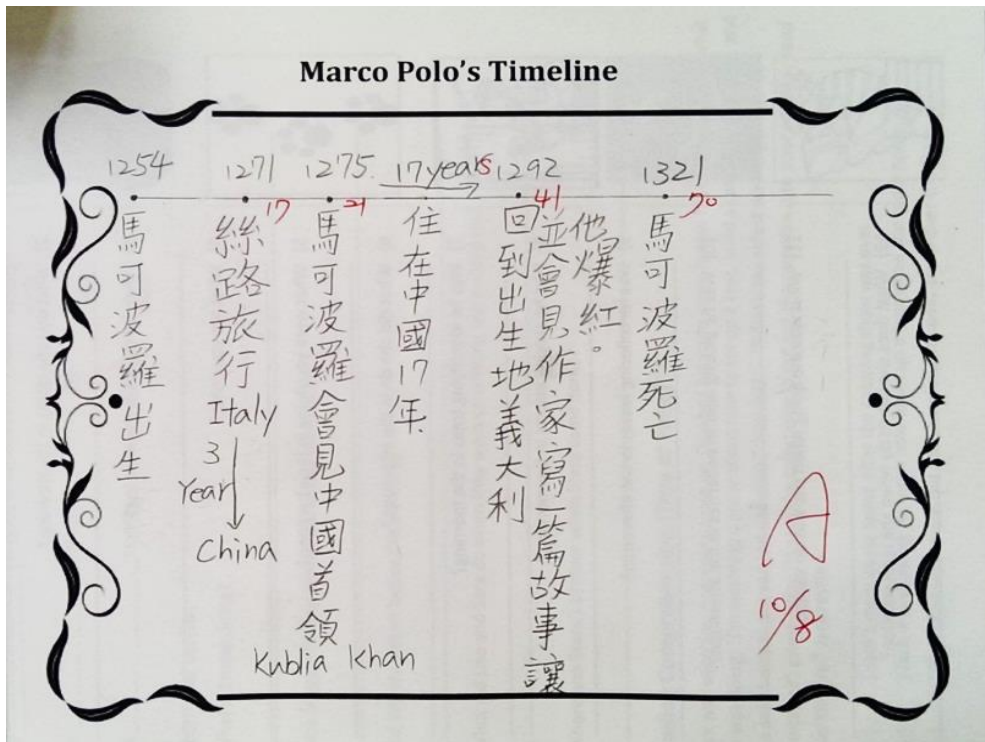 Marco Polo's Timeline
1254
1271
1275.
17 years
1292
1321
17
21
41
70
馬可波羅出生
絲路旅行
Italy
3
Year
China
馬可波羅會見中國首領
Kublia Khan
住在中國17年.
回到出生地義大利
並會見作家寫一篇故事讓
他爆紅。
馬可波羅死亡
A
10/8